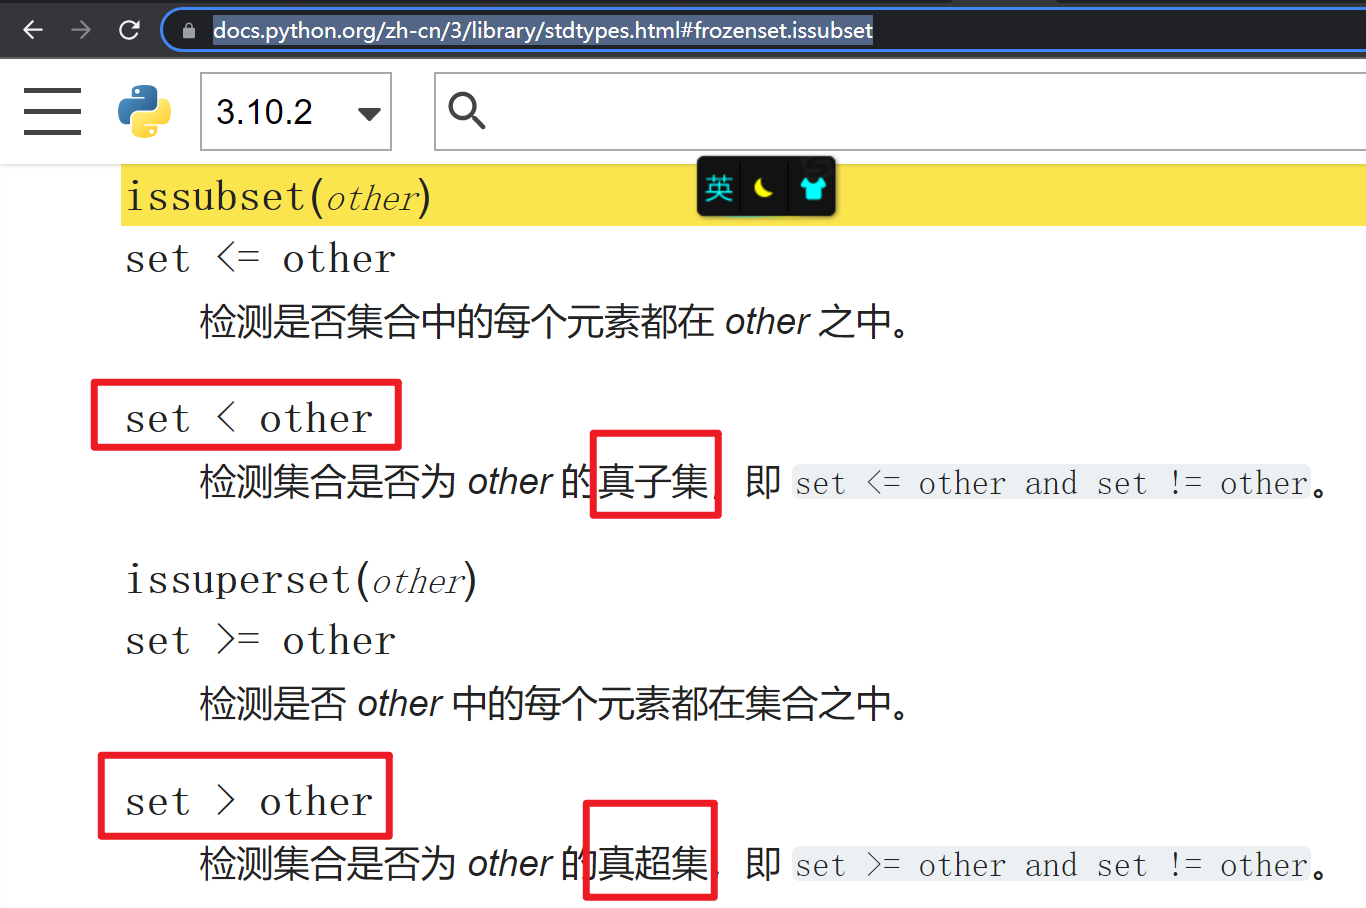 docs.python.org/zh-cn/3/library/stdtypes.html#frozenset.issubset
3.10.2
英
issubset(other)
set <= other
检测是否集合中的每个元素都在 other 之中。
set < other
检测集合是否为 other 的真子集，即 set <= other and set != other。
issuperset(other)
set >= other
检测是否 other 中的每个元素都在集合之中。
set > other
检测集合是否为 other 的真超集，即 set >= other and set != other。